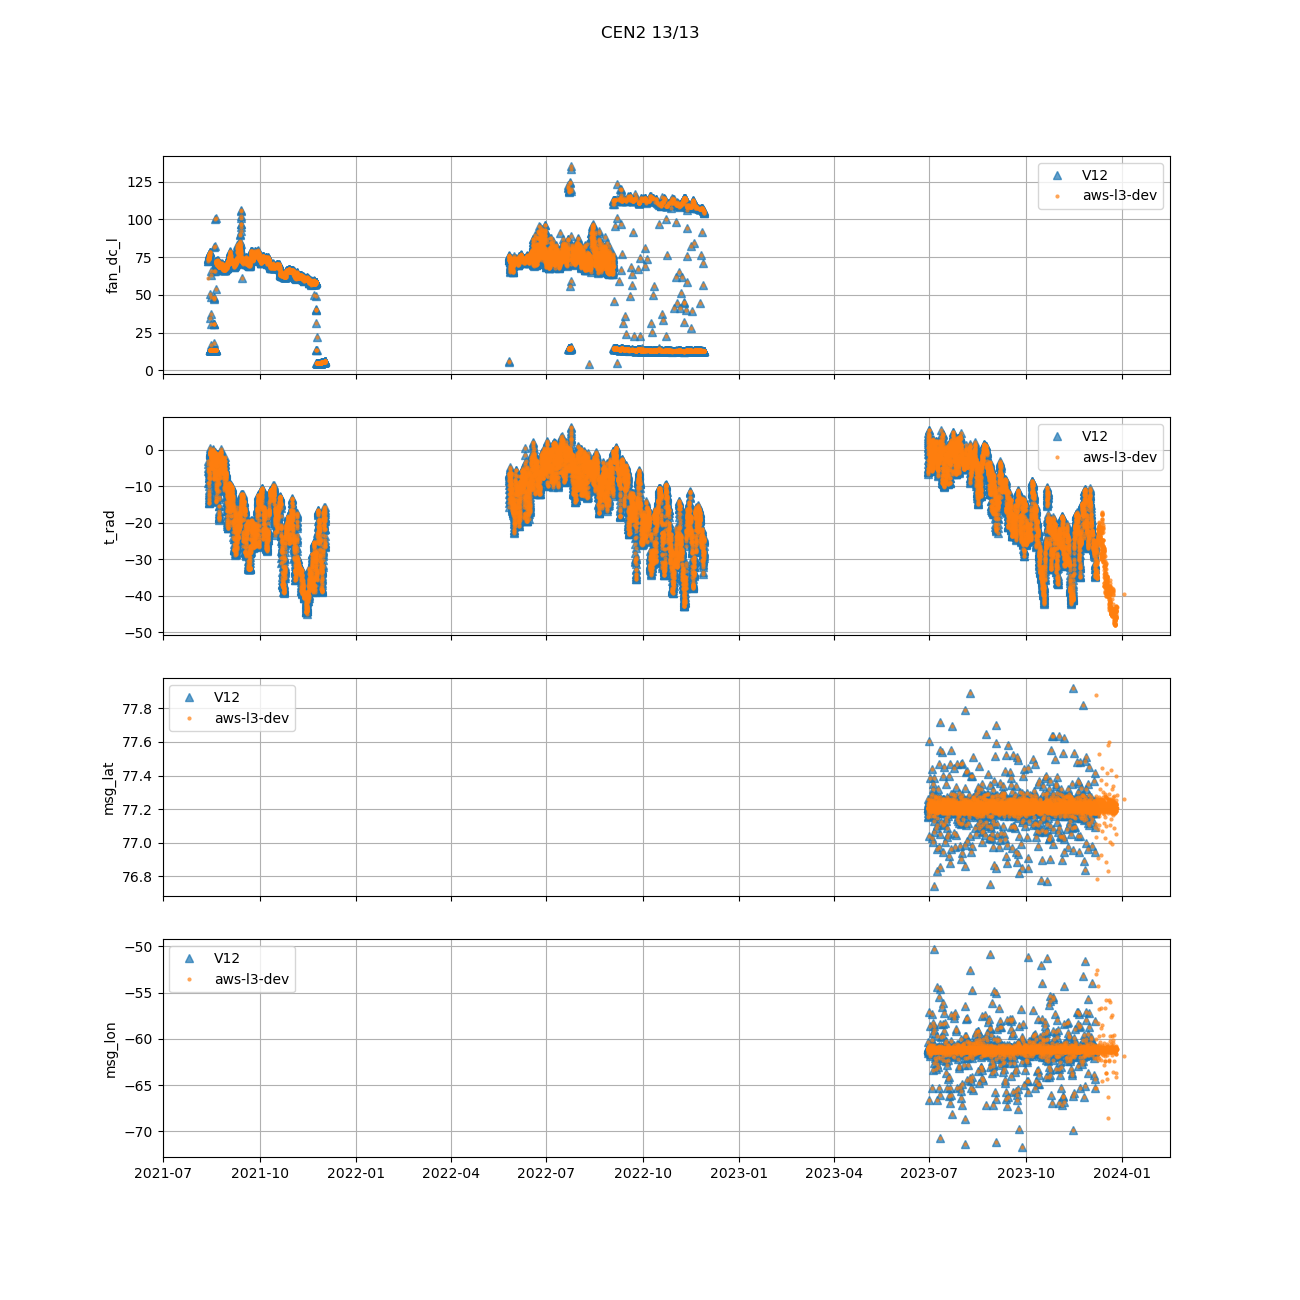 CEN2 13/13
125
100
75
50
25
0
fan_dc_l
V12
aws-l3-dev
0
−10
−20
−30
−40
−50
t_rad
V12
aws-l3-dev
77.8
77.6
77.4
77.2
77.0
76.8
msg_lat
V12
aws-l3-dev
−50
−55
−60
−65
−70
msg_lon
V12
aws-l3-dev
2021-07 2021-10 2022-01 2022-04 2022-07 2022-10 2023-01 2023-04 2023-07 2023-10 2024-01